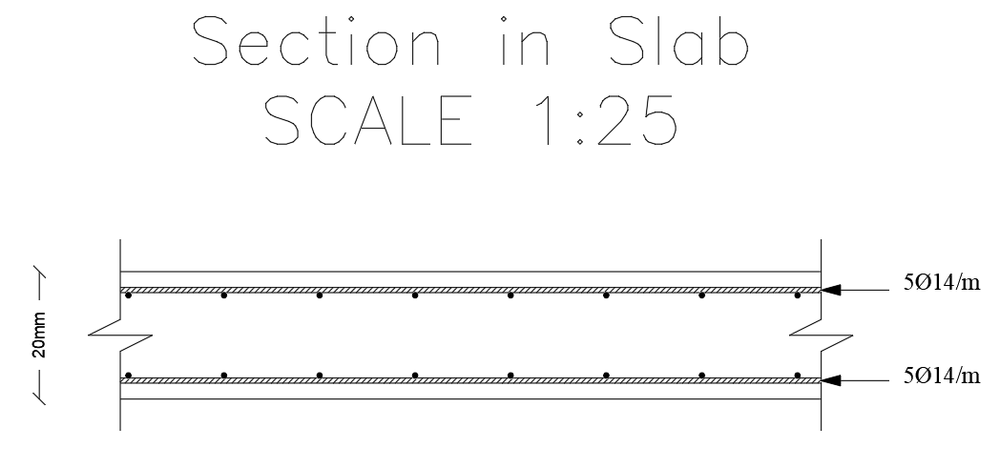 Section in Slab
SCALE 1:25
5Ø14/m
20mm
5Ø14/m